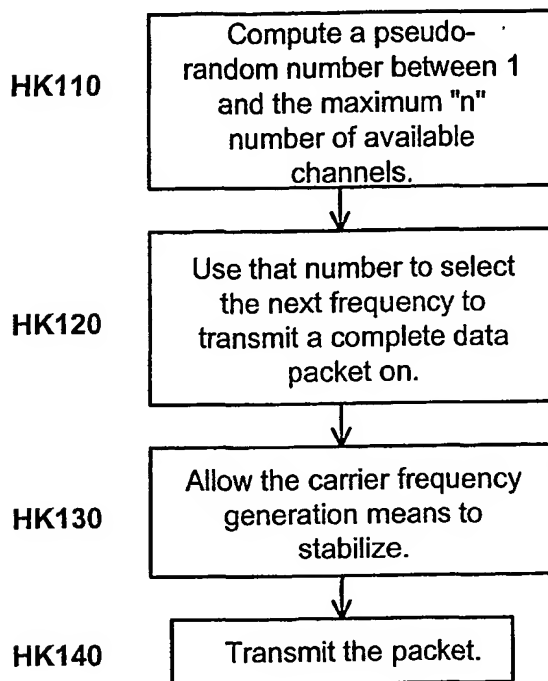 HK110
Compute a pseudo-
random number between 1
and the maximum "n"
number of available
channels.
HK120
Use that number to select
the next frequency to
transmit a complete data
packet on.
HK130
Allow the carrier frequency
generation means to
stabilize.
HK140
Transmit the packet.